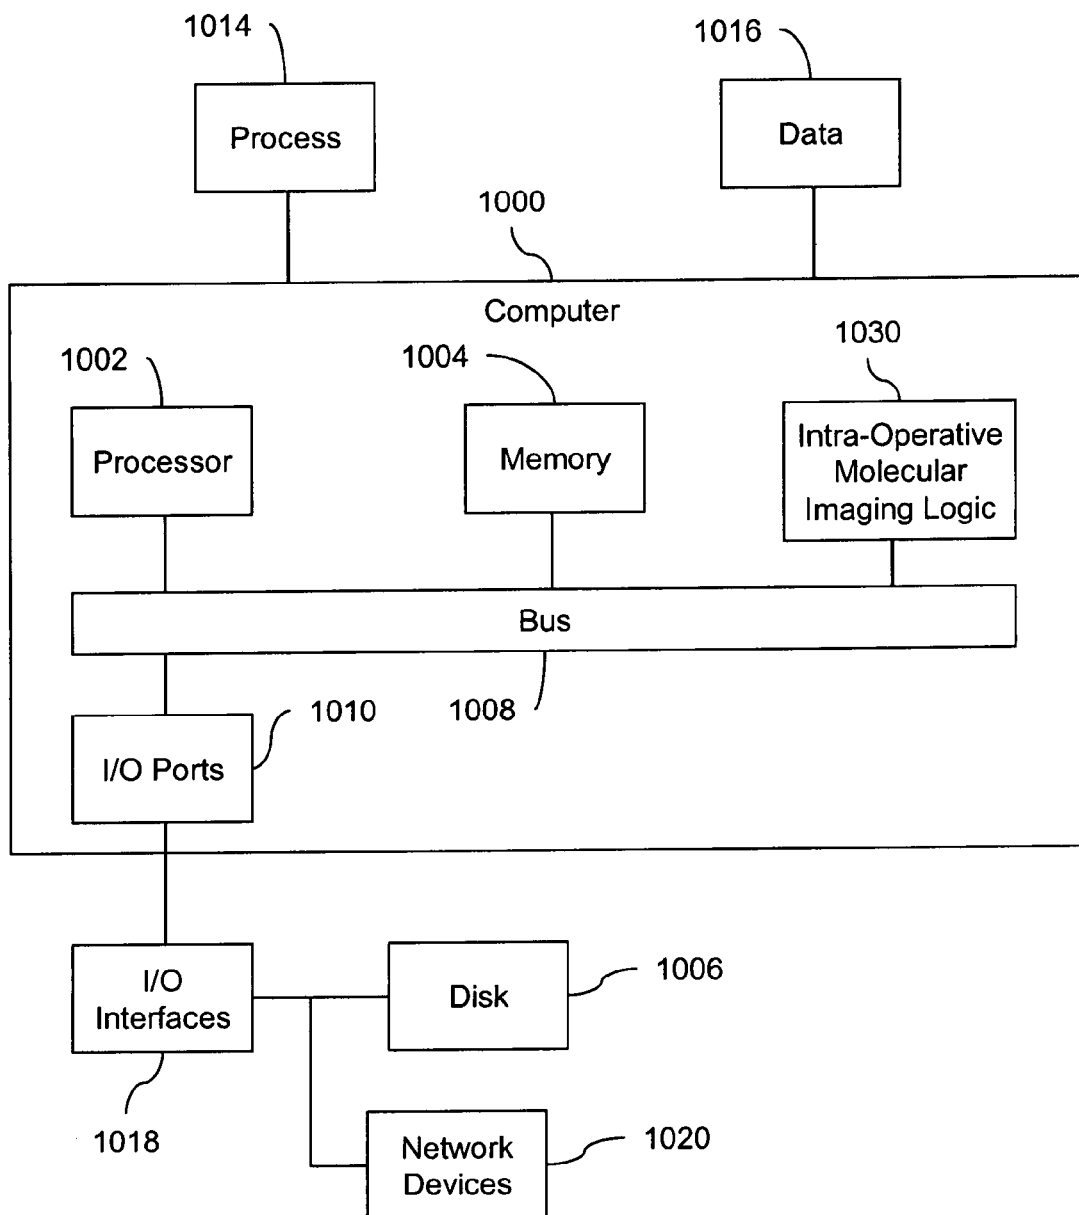 1014
1016
Process
Data
1000
Computer
1002
1004
1030
Processor
Memory
Intra-Operative
Molecular
Imaging Logic
Bus
1010
1008
I/O Ports
I/O
Interfaces
Disk
1006
1018
Network
Devices
1020